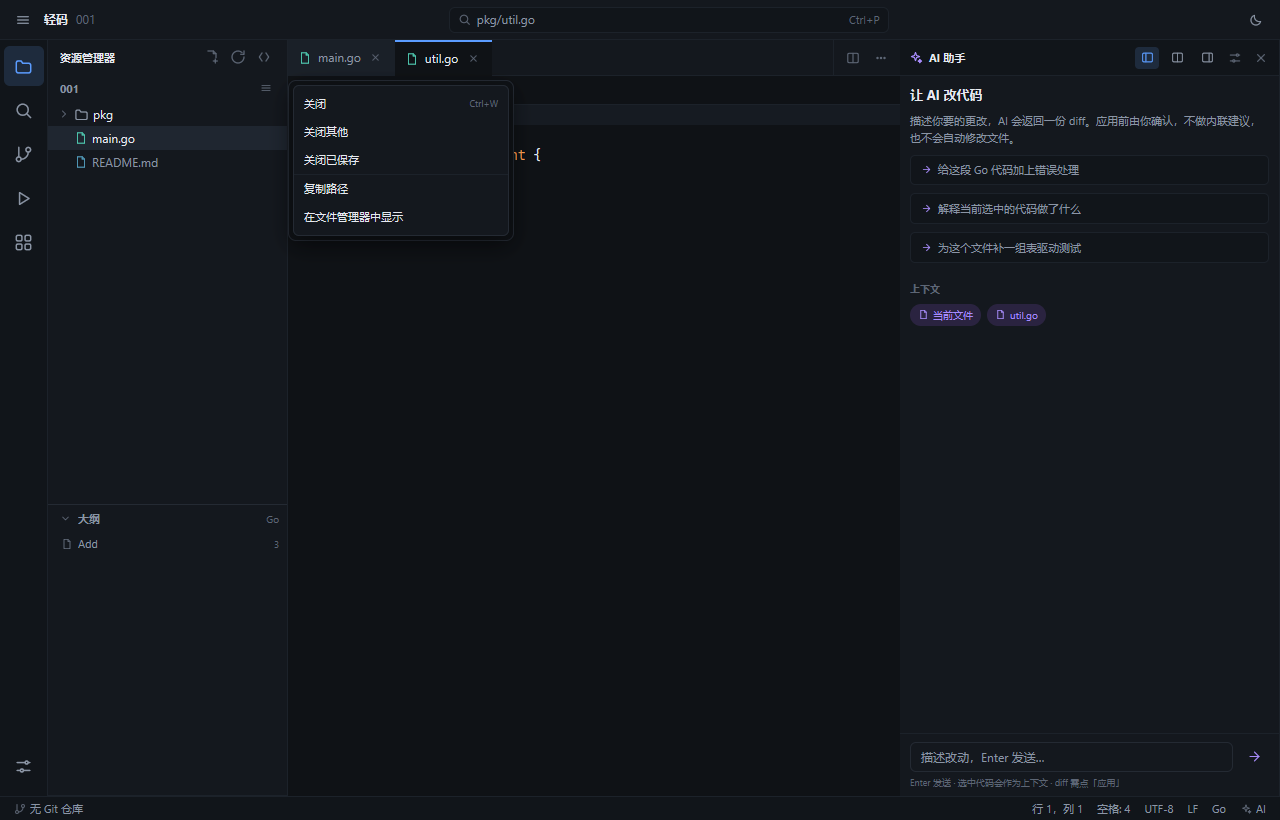 轻码 001
pkg/util.go Ctrl+P
资源管理器
main.go
util.go
AI 助手
001
pkg
main.go
README.md
关闭 Ctrl+W
关闭其他
关闭已保存
复制路径
在文件管理器中显示
nt {
让 AI 改代码
描述你要的更改，AI 会返回一份 diff。应用前由你确认，不做内联建议，
也不会自动修改文件。
给这段 Go 代码加上错误处理
解释当前选中的代码做了什么
为这个文件补一组表驱动测试
上下文
当前文件 util.go
大纲 Go
Add 3
描述改动，Enter 发送...
Enter 发送 · 选中代码会作为上下文 · diff 需点「应用」
无 Git 仓库
行 1，列 1 空格: 4 UTF-8 LF Go AI